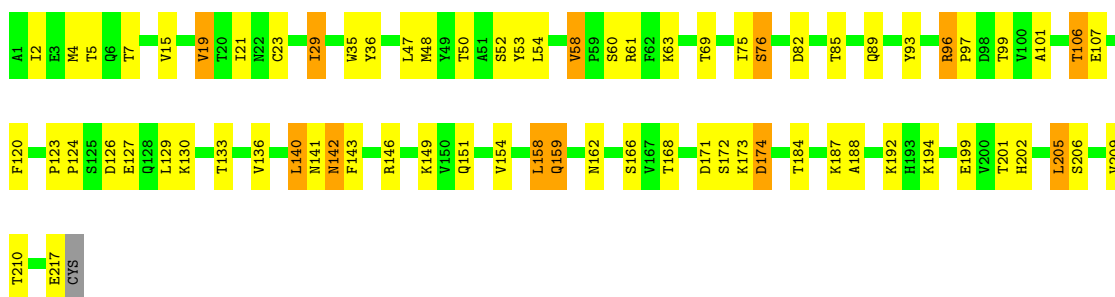 A1 I2 E3 M4 T5 Q6 T7 V15 V19 T20 I21 N22 C23 I29 W35 Y36 L47 M48 Y49 T50 A51 S52 Y53 L54 V58 P59 S60 R61 F62 K63 T69 I75 S76 D82 T85 Q89 Y93 R96 P97 D98 T99 V100 A101 T106 E107
F120 P123 P124 S125 D126 E127 Q128 L129 K130 T133 V136 L140 N141 N142 F143 R146 K149 V150 Q151 V154 L158 Q159 N162 S166 V167 T168 D171 S172 K173 D174 T184 K187 A188 K192 H193 K194 E199 V200 T201 H202 L205 S206
T210 E217 CYS